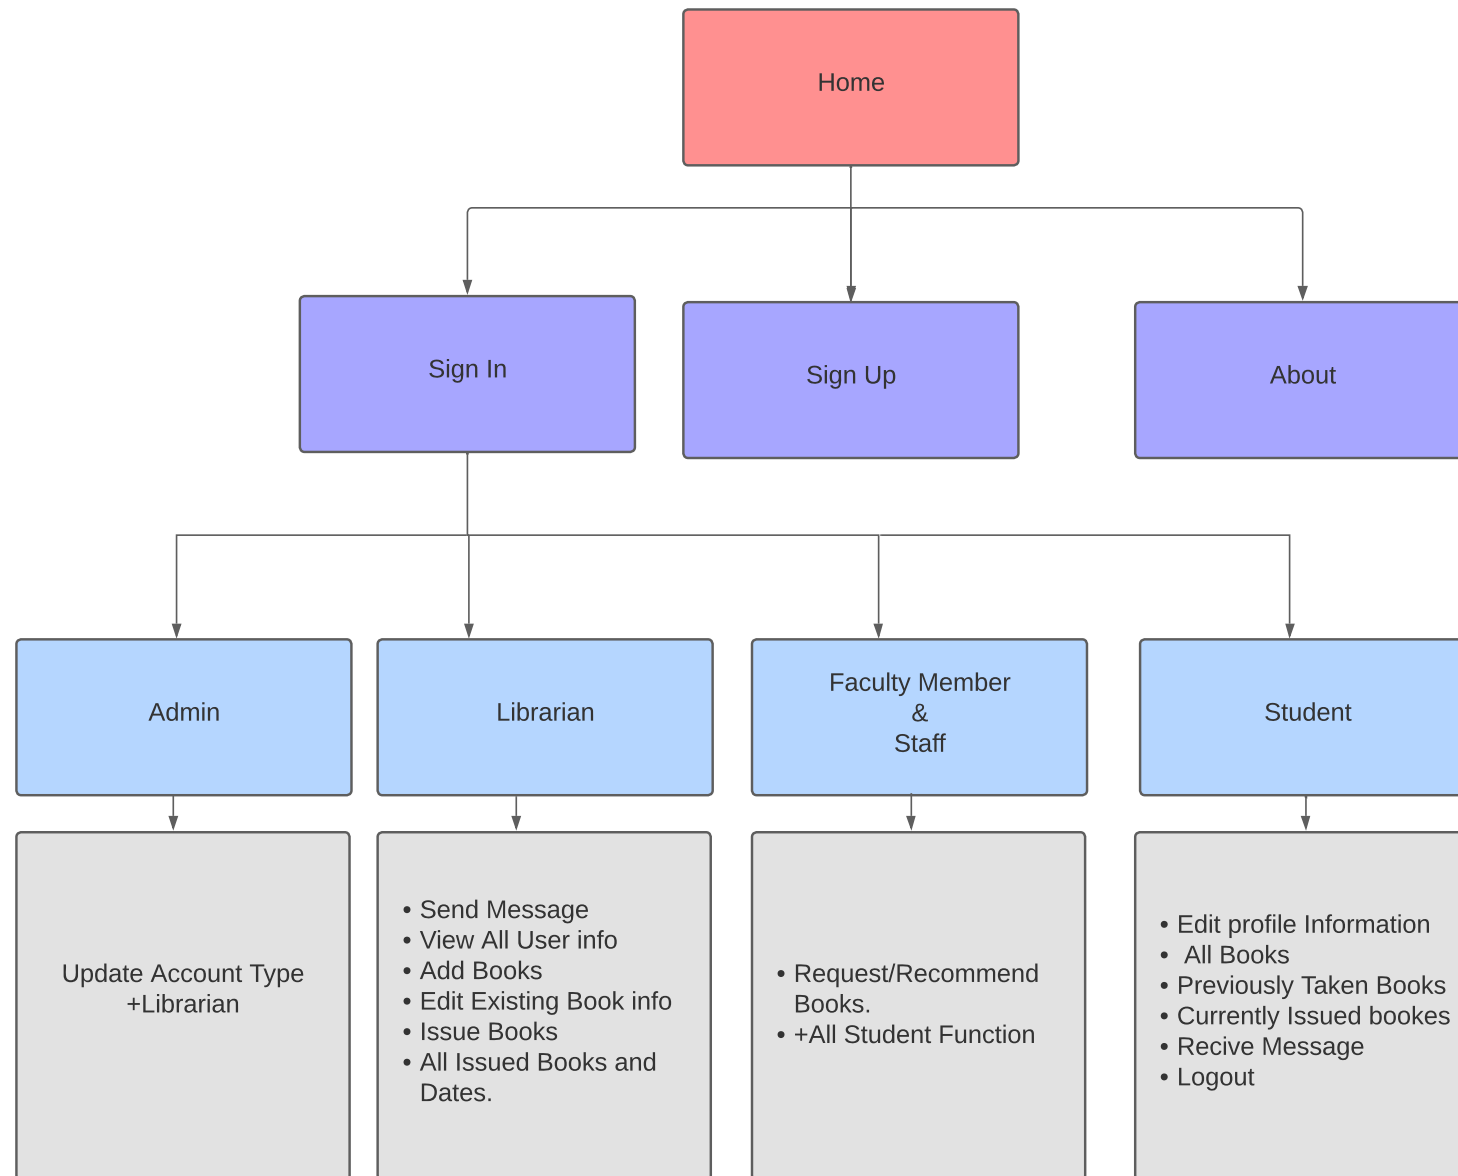 Home
Sign In
Sign Up
About
Admin
Librarian
Faculty Member
&
Staff
Student
Update Account Type
+Librarian
• Send Message
• View All User info
• Add Books
• Edit Existing Book info
• Issue Books
• All Issued Books and
Dates.
• Request/Recommend
Books.
• +All Student Function
• Edit profile Information
• All Books
• Previously Taken Books
• Currently Issued bookes
• Recive Message
• Logout